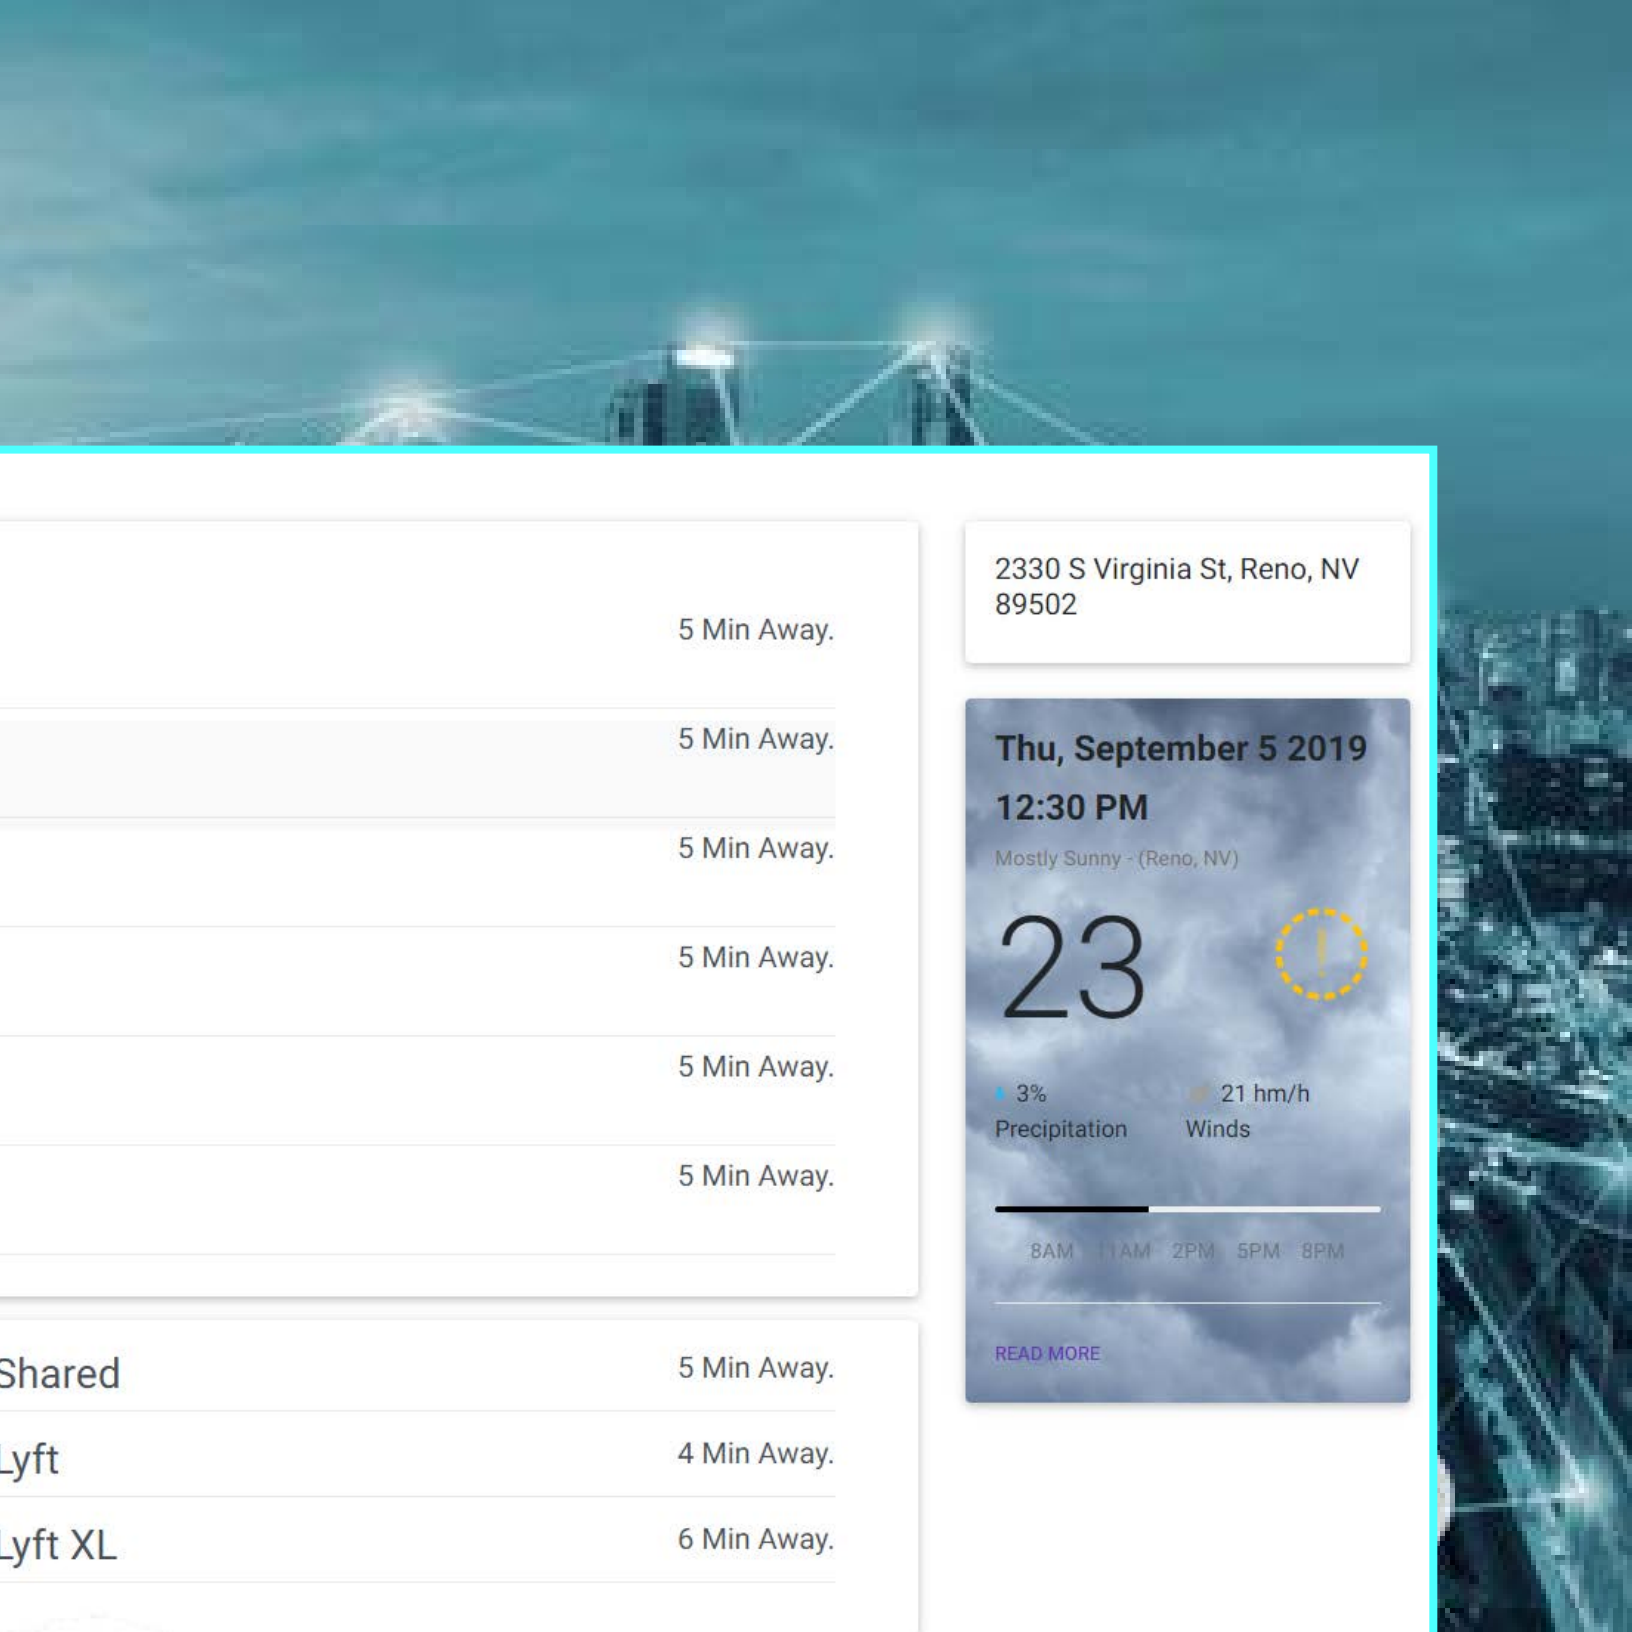 5 Min Away.
5 Min Away.
5 Min Away.
5 Min Away.
5 Min Away.
5 Min Away.
Shared 5 Min Away.
Lyft 4 Min Away.
Lyft XL 6 Min Away.
2330 S Virginia St, Reno, NV
89502
Thu, September 5 2019
12:30 PM
Mostly Sunny - (Reno, NV)
23
3% 21 hm/h
Precipitation Winds
8AM 11AM 2PM 5PM 8PM
READ MORE